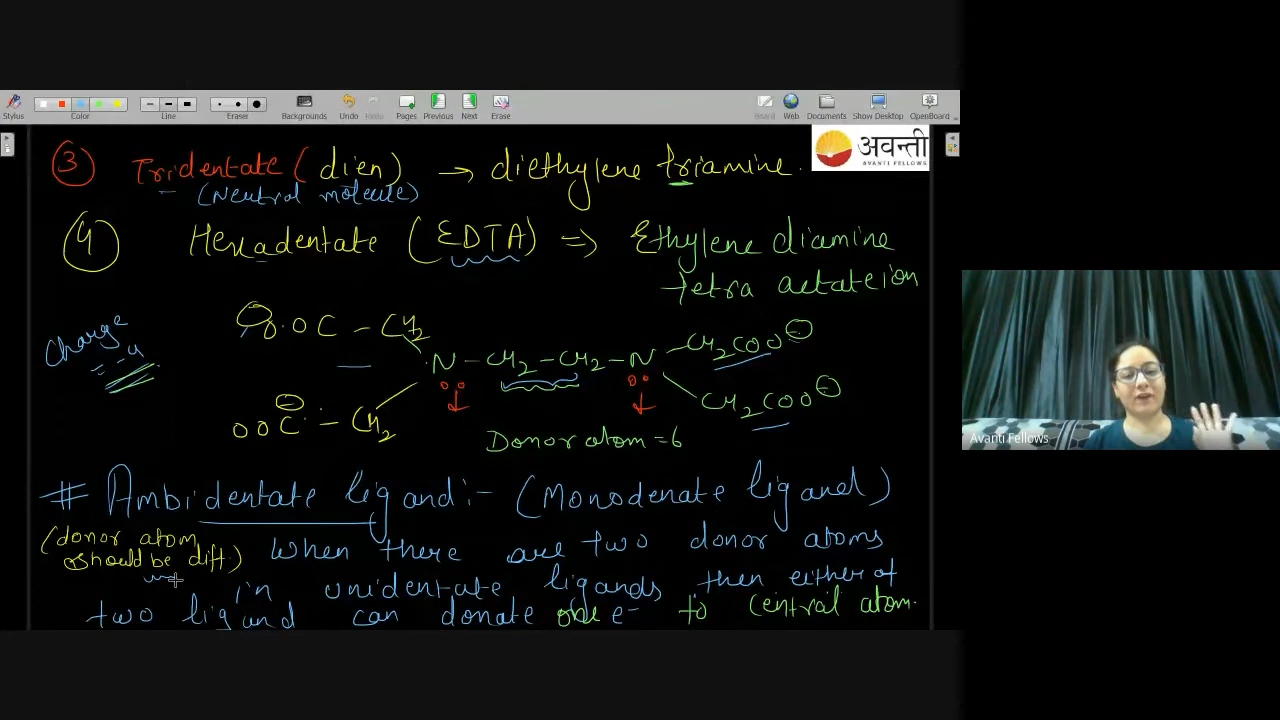 Stylus
Color
Line
Eraser
Backgrounds
Undo
Redo
Pages
Previous
Next
Erase
Board
Web
Documents
Show Desktop
OpenBoard
अवन्ती
AVANTI FELLOWS
3 Tridentate (dien) → diethylene triamine.
(Neutral molecule)
4 Hexadentate (EDTA) ⇒ Ethylene diamine
tetra actateion
Charge
-4
⊖OOC – CH2
N – CH2 – CH2 – N – CH2COO⊖
OOC⊖ – CH2
CH2COO⊖
Donor atom = 6
# Ambidentate ligand:- (Monodenate ligand)
(donor atom
should be diff.)
When there are two donor atoms
in unidentate ligands then either of
two ligand can donate e- to central atom.
Avanti Fellows